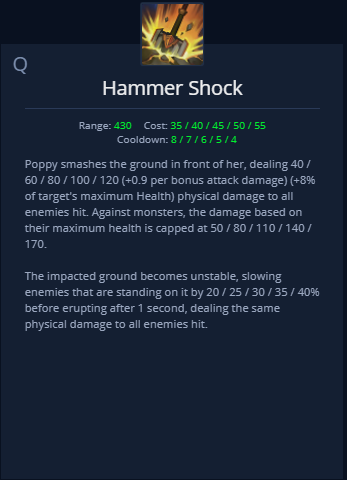 Q
Hammer Shock
Range: 430 Cost: 35 / 40 / 45 / 50 / 55
Cooldown: 8 / 7 / 6 / 5 / 4
Poppy smashes the ground in front of her, dealing 40 /
60 / 80 / 100 / 120 (+0.9 per bonus attack damage) (+8%
of target's maximum Health) physical damage to all
enemies hit. Against monsters, the damage based on
their maximum health is capped at 50 / 80 / 110 / 140 /
170.
The impacted ground becomes unstable, slowing
enemies that are standing on it by 20 / 25 / 30 / 35 / 40%
before erupting after 1 second, dealing the same
physical damage to all enemies hit.